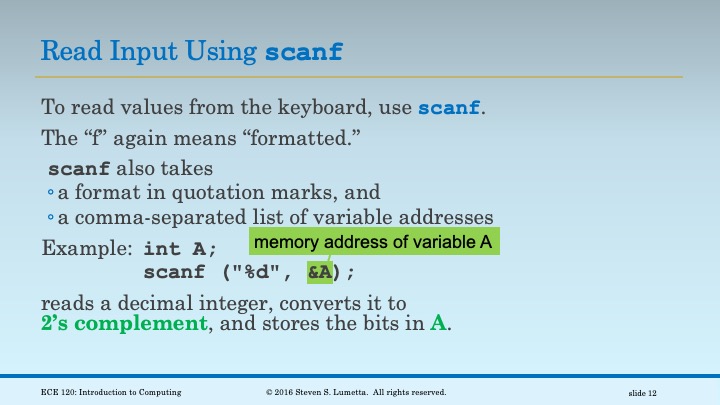 Read Input Using scanf
To read values from the keyboard, use scanf.
The “f” again means “formatted.”
scanf also takes
◦a format in quotation marks, and
◦a comma-separated list of variable addresses
memory address of variable A
Example: int A;
scanf ("%d", &A);
reads a decimal integer, converts it to
2’s complement, and stores the bits in A.
ECE 120: Introduction to Computing © 2016 Steven S. Lumetta. All rights reserved. slide 12